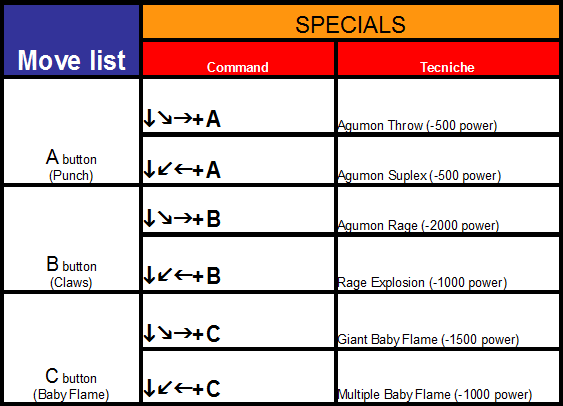 SPECIALS
Move list
Command
Tecniche
↓↘→+A
Agumon Throw (-500 power)
A button
(Punch)
↓↙←+A
Agumon Suplex (-500 power)
↓↘→+B
Agumon Rage (-2000 power)
B button
(Claws)
↓↙←+B
Rage Explosion (-1000 power)
↓↘→+C
Giant Baby Flame (-1500 power)
C button
(Baby Flame)
↓↙←+C
Multiple Baby Flame (-1000 power)